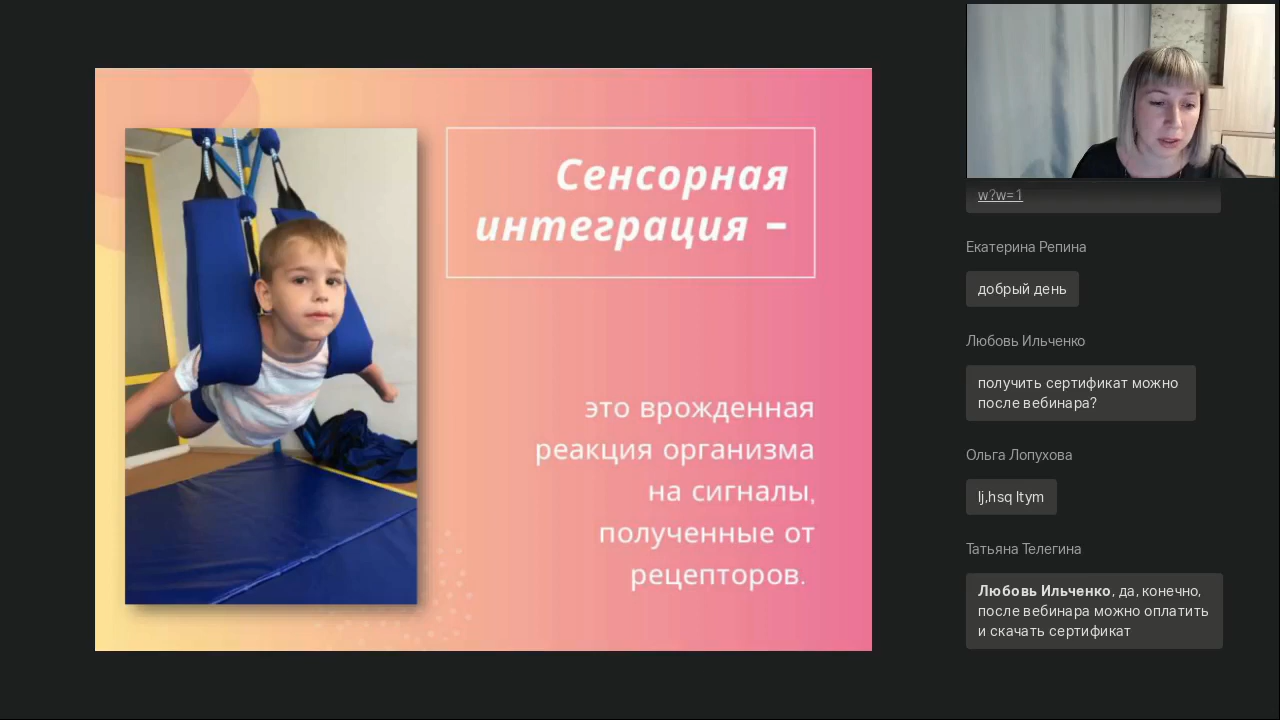 Сенсорная
интеграция –
это врожденная
реакция организма
на сигналы,
полученные от
рецепторов.
w?w=1
Екатерина Репина
добрый день
Любовь Ильченко
получить сертификат можно
после вебинара?
Ольга Лопухова
lj,hsq ltym
Татьяна Телегина
Любовь Ильченко, да, конечно,
после вебинара можно оплатить
и скачать сертификат